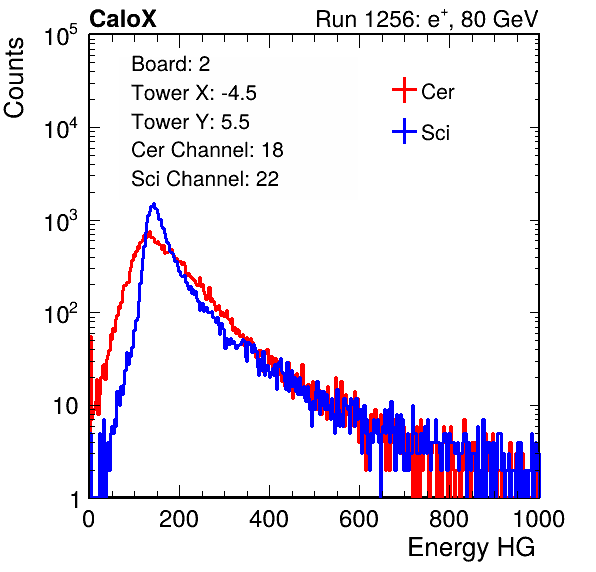 CaloX Run 1256: e⁺, 80 GeV
Counts
10⁵
10⁴
10³
10²
10
1
Board: 2
Tower X: -4.5
Tower Y: 5.5
Cer Channel: 18
Sci Channel: 22
Cer
Sci
0 200 400 600 800 1000
Energy HG